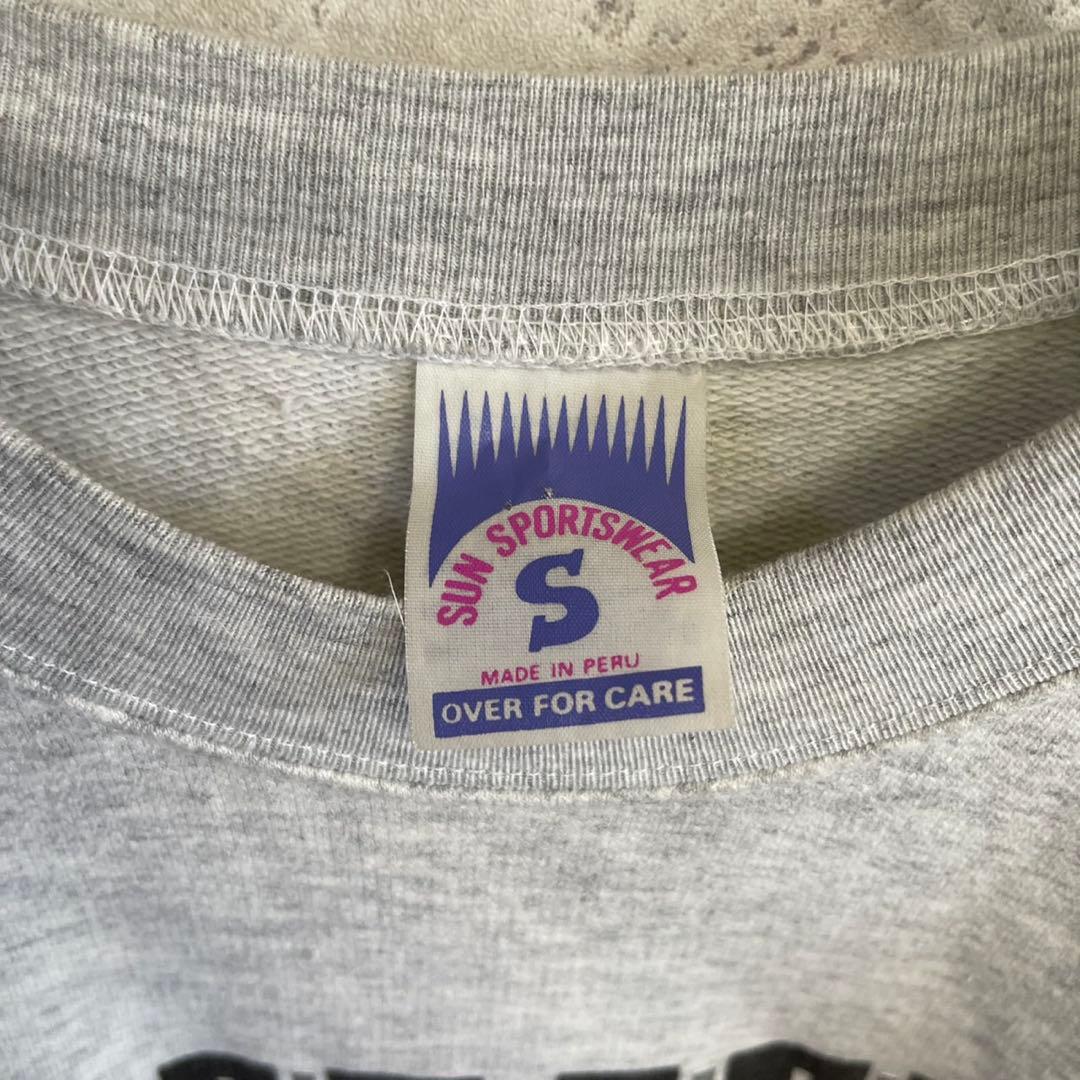 SUN SPORTSWEAR
S
MADE IN PERU
OVER FOR CARE